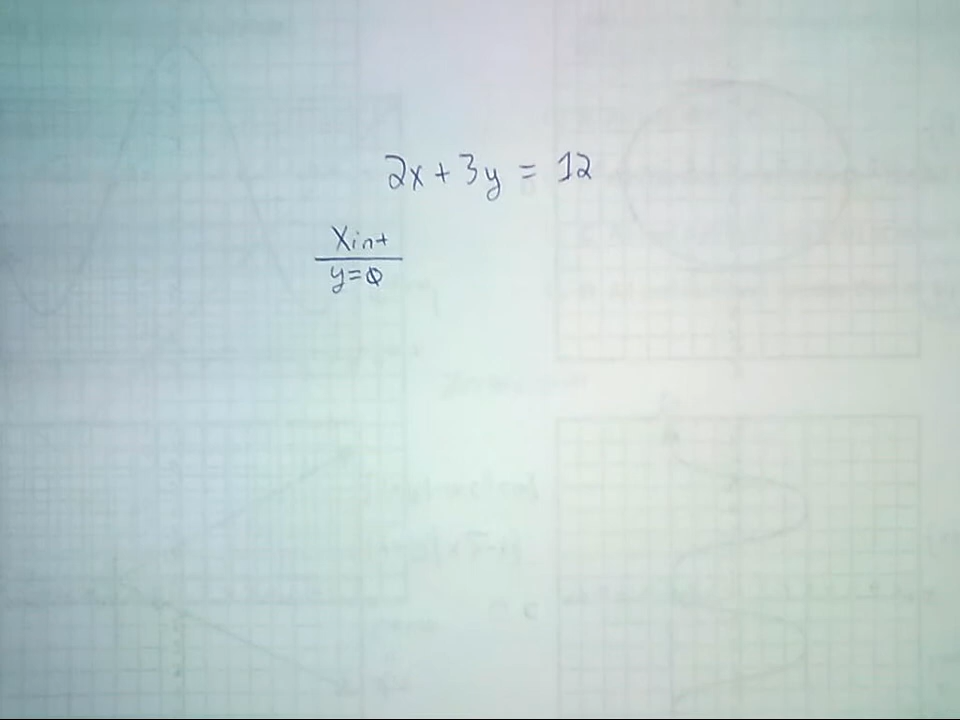 2x + 3y = 12
Xint
y=0